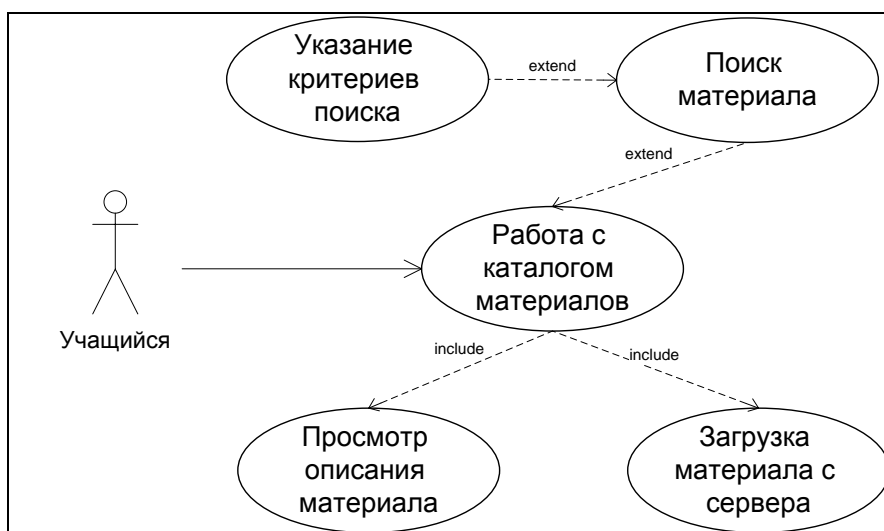 Указание
критериев
поиска
extend
Поиск
материала
extend
Работа с
каталогом
материалов
Учащийся
include
include
Просмотр
описания
материала
Загрузка
материала с
сервера